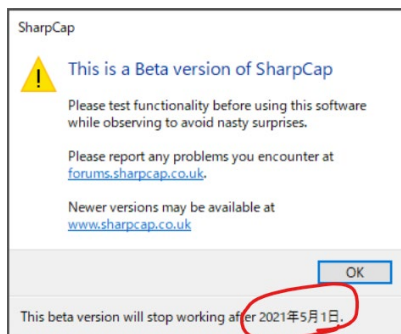 SharpCap
This is a Beta version of SharpCap
Please test functionality before using this software
while observing to avoid nasty surprises.
Please report any problems you encounter at
forums.sharpcap.co.uk.
Newer versions may be available at
www.sharpcap.co.uk
OK
This beta version will stop working after 2021年5月1日.